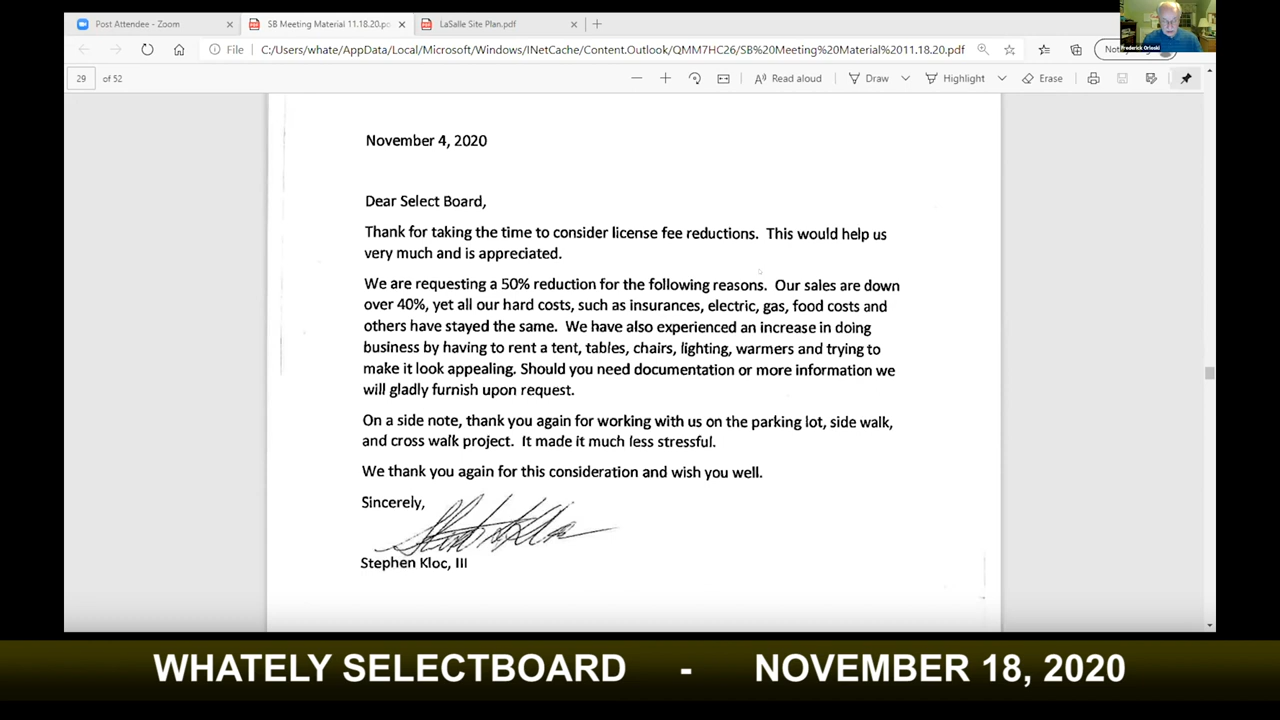 Post Attendee - Zoom
SB Meeting Material 11.18.20.p
LaSalle Site Plan.pdf
File
C:/Users/whate/AppData/Local/Microsoft/Windows/INetCache/Content.Outlook/QMM7HC26/SB%20Meeting%20Material%2011.18.20.pdf
Frederick Orloski
29 of 52
Read aloud
Draw
Highlight
Erase
November 4, 2020
Dear Select Board,
Thank for taking the time to consider license fee reductions. This would help us
very much and is appreciated.
We are requesting a 50% reduction for the following reasons. Our sales are down
over 40%, yet all our hard costs, such as insurances, electric, gas, food costs and
others have stayed the same. We have also experienced an increase in doing
business by having to rent a tent, tables, chairs, lighting, warmers and trying to
make it look appealing. Should you need documentation or more information we
will gladly furnish upon request.
On a side note, thank you again for working with us on the parking lot, side walk,
and cross walk project. It made it much less stressful.
We thank you again for this consideration and wish you well.
Sincerely,
Stephen Kloc, III
WHATELY SELECTBOARD - NOVEMBER 18, 2020